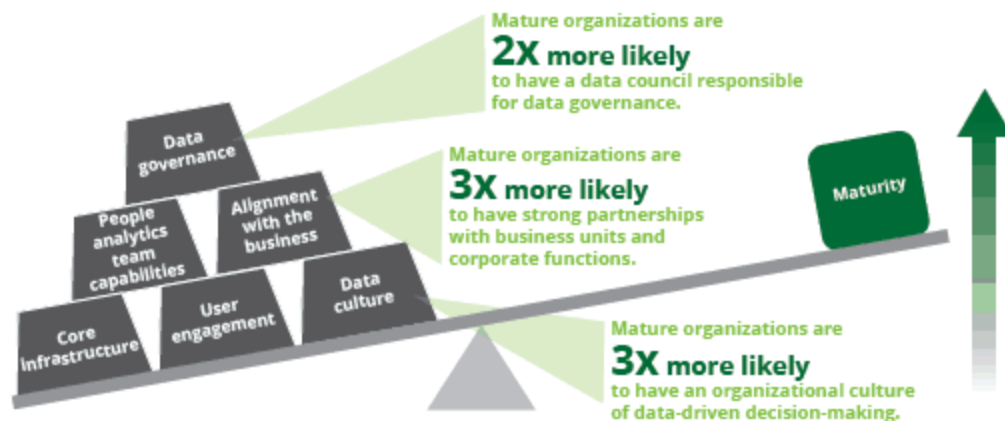 Mature organizations are
2x more likely
to have a data council responsible
for data governance.
Data
governance
Mature organizations are
3x more likely
to have strong partnerships
with business units and
corporate functions.
Maturity
People
analytics
team
capabilities
Alignment
with the
business
Core
infrastructure
User
engagement
Data
culture
Mature organizations are
3x more likely
to have an organizational culture
of data-driven decision-making.